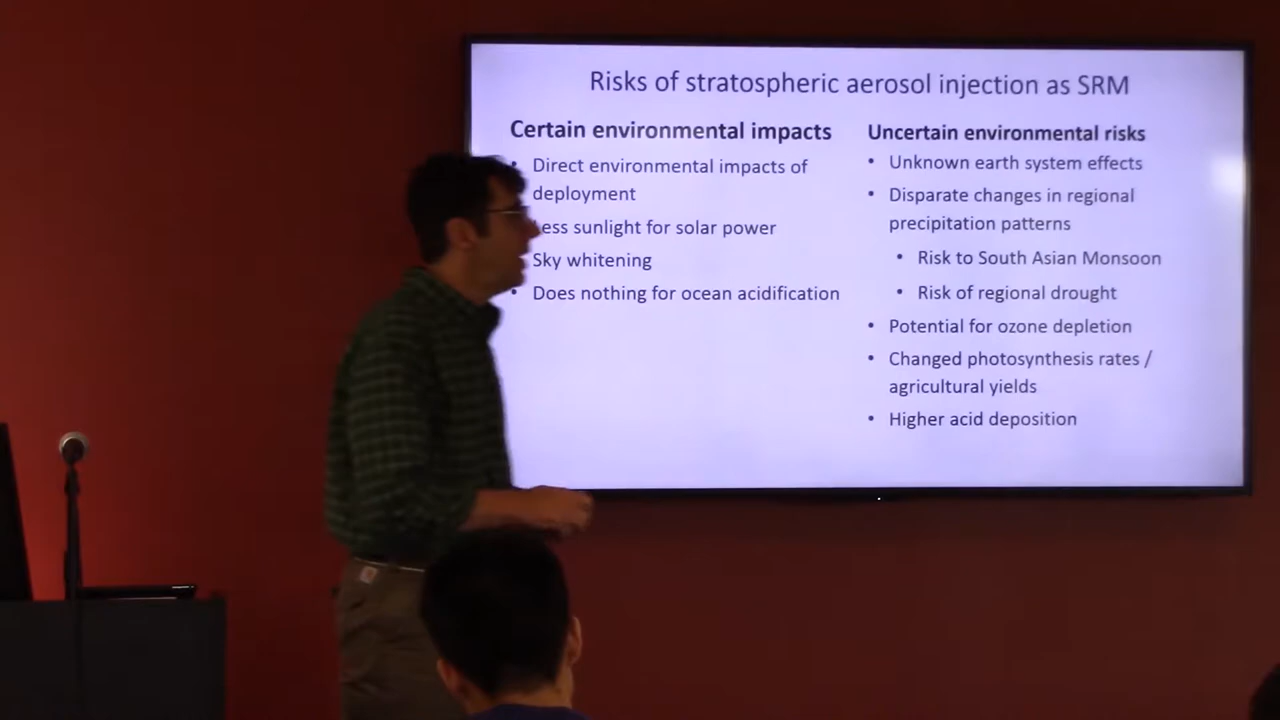 Risks of stratospheric aerosol injection as SRM
Certain environmental impacts
• Direct environmental impacts of
deployment
ess sunlight for solar power
Sky whitening
• Does nothing for ocean acidification
Uncertain environmental risks
• Unknown earth system effects
• Disparate changes in regional
precipitation patterns
• Risk to South Asian Monsoon
• Risk of regional drought
• Potential for ozone depletion
• Changed photosynthesis rates /
agricultural yields
• Higher acid deposition